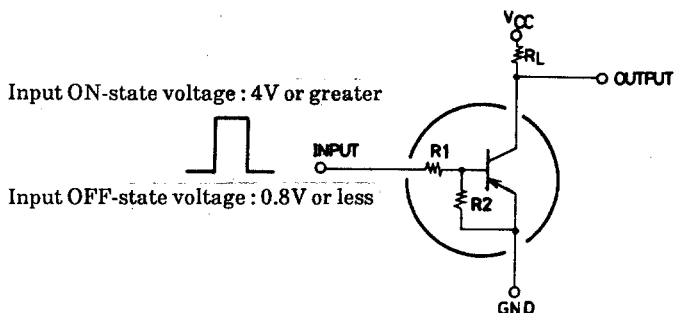 VCC
RL
OUTPUT
Input ON-state voltage : 4V or greater
R1
INPUT
R2
Input OFF-state voltage : 0.8V or less
GND